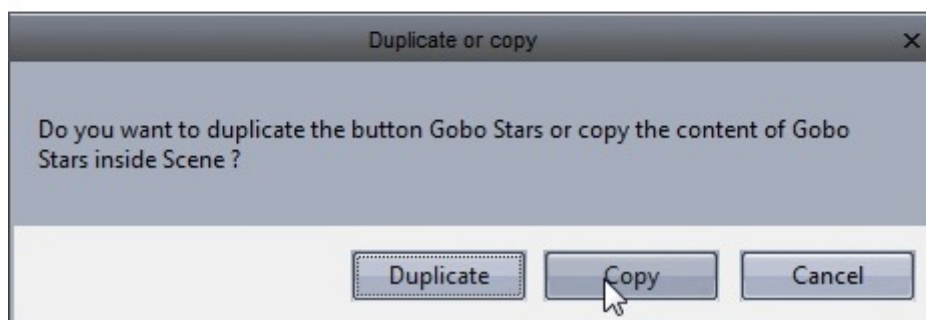 Duplicate or copy
Do you want to duplicate the button Gobo Stars or copy the content of Gobo
Stars inside Scene ?
Duplicate
Copy
Cancel